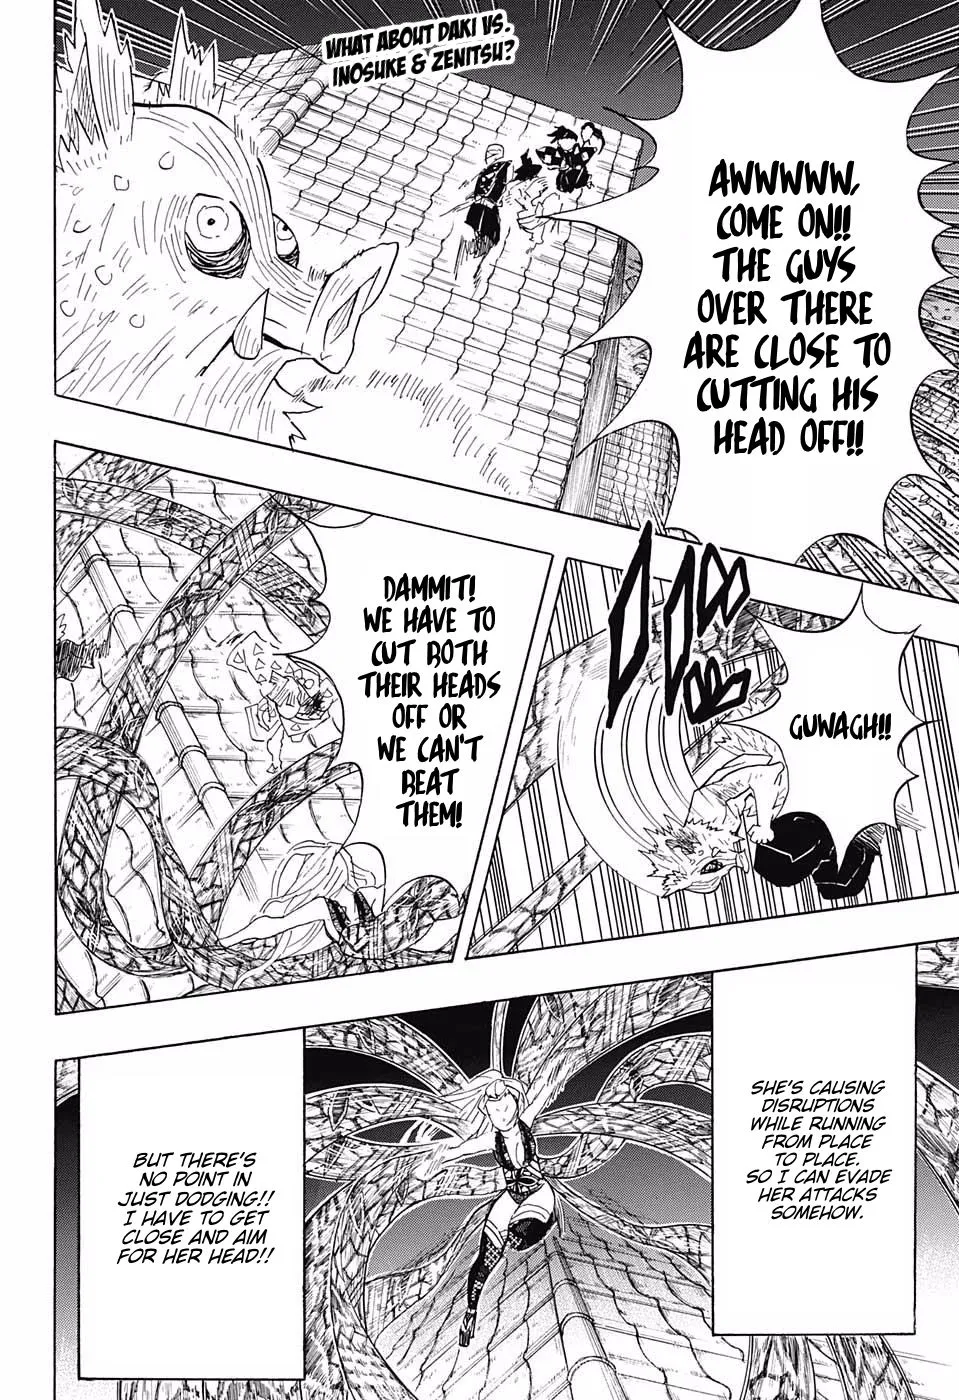 WHAT ABOUT DAKI VS.
INOSUKE & ZENITSU?
AWWWWW,
COME ON!!
THE GUYS
OVER THERE
ARE CLOSE TO
CUTTING HIS
HEAD OFF!!
GUWAGH!!
DAMMIT!
WE HAVE TO
CUT BOTH
THEIR HEADS
OFF OR
WE CAN'T
BEAT
THEM!
SHE'S CAUSING
DISRUPTIONS
WHILE RUNNING
FROM PLACE
TO PLACE.
SO I CAN EVADE
HER ATTACKS
SOMEHOW.
BUT THERE'S
NO POINT IN
JUST DODGING!!
I HAVE TO GET
CLOSE AND AIM
FOR HER HEAD!!